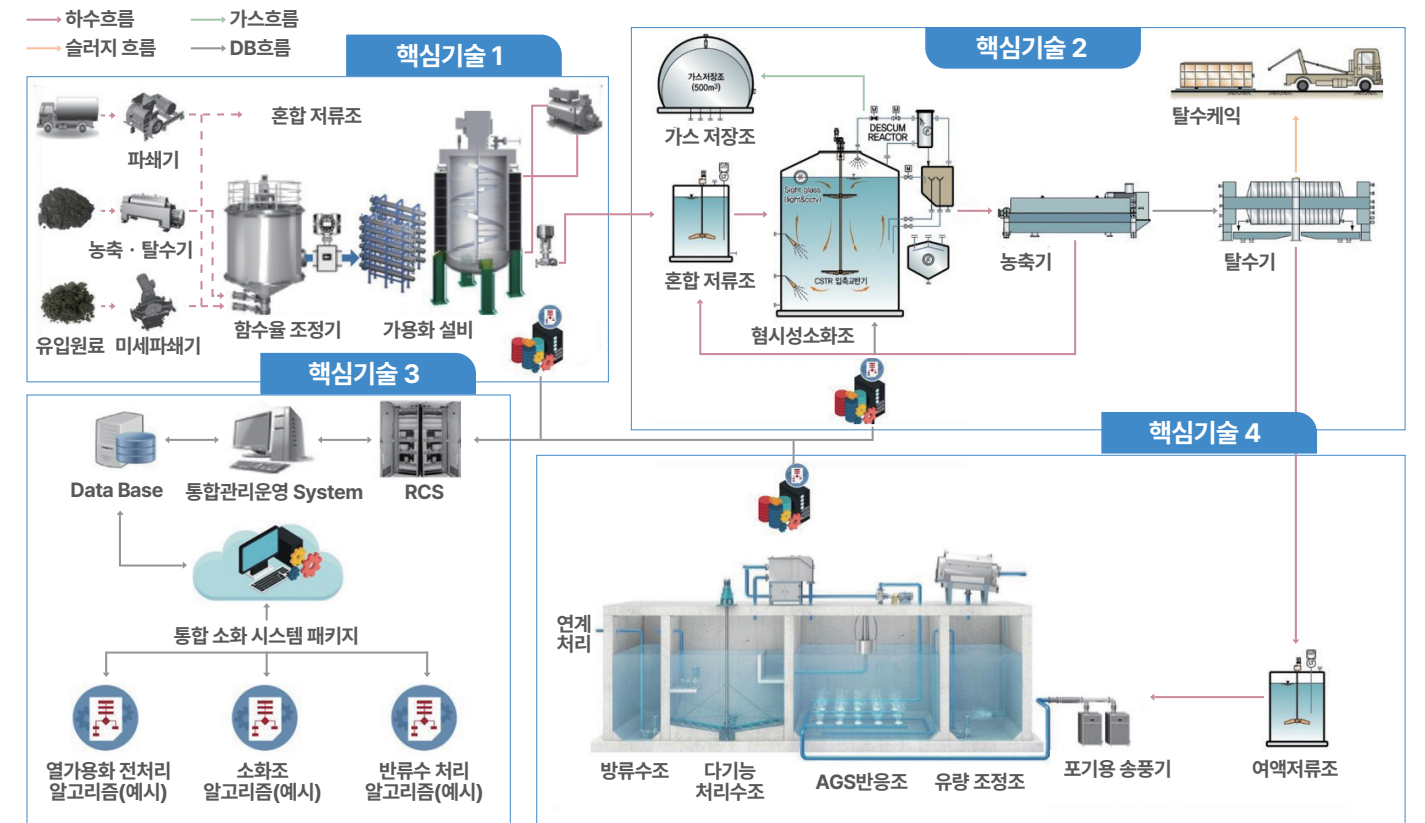 하수흐름
가스흐름
슬러지 흐름
DB흐름
핵심기술 1
혼합 저류조
파쇄기
농축 · 탈수기
유입원료
미세파쇄기
함수율 조정기
가용화 설비
핵심기술 2
가스저장조
(500m³)
가스 저장조
DESCUM
REACTOR
Sight glass
(light&cctv)
CSTR 입축교반기
혼합 저류조
혐시성소화조
농축기
탈수기
탈수케익
핵심기술 3
Data Base
통합관리운영 System
RCS
통합 소화 시스템 패키지
열가용화 전처리
알고리즘(예시)
소화조
알고리즘(예시)
반류수 처리
알고리즘(예시)
핵심기술 4
연계
처리
방류수조
다기능
처리수조
AGS반응조
유량 조정조
포기용 송풍기
여액저류조